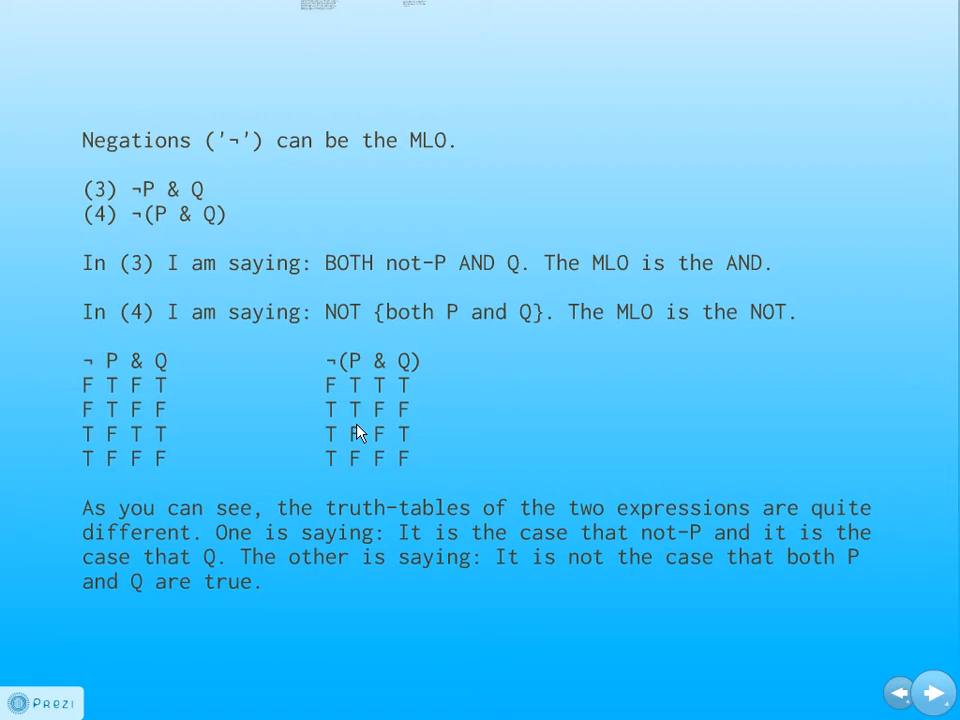 Negations ('¬') can be the MLO.
(3) ¬P & Q
(4) ¬(P & Q)
In (3) I am saying: BOTH not-P AND Q. The MLO is the AND.
In (4) I am saying: NOT {both P and Q}. The MLO is the NOT.
¬ P & Q ¬(P & Q)
F T F T F T T T
F T F F T T F F
T F T T T F F T
T F F F T F F F
As you can see, the truth-tables of the two expressions are quite
different. One is saying: It is the case that not-P and it is the
case that Q. The other is saying: It is not the case that both P
and Q are true.
Prezi